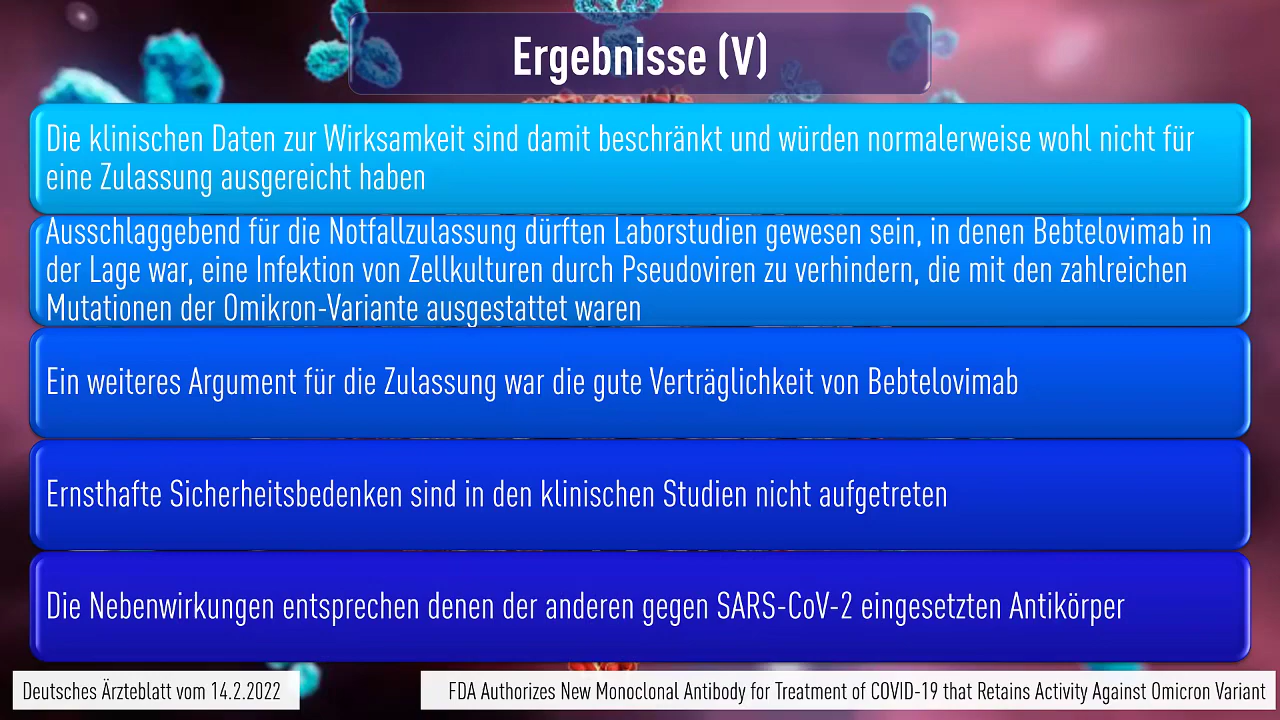 Ergebnisse (V)
Die klinischen Daten zur Wirksamkeit sind damit beschränkt und würden normalerweise wohl nicht für
eine Zulassung ausgereicht haben
Ausschlaggebend für die Notfallzulassung dürften Laborstudien gewesen sein, in denen Bebtelovimab in
der Lage war, eine Infektion von Zellkulturen durch Pseudoviren zu verhindern, die mit den zahlreichen
Mutationen der Omikron-Variante ausgestattet waren
Ein weiteres Argument für die Zulassung war die gute Verträglichkeit von Bebtelovimab
Ernsthafte Sicherheitsbedenken sind in den klinischen Studien nicht aufgetreten
Die Nebenwirkungen entsprechen denen der anderen gegen SARS-CoV-2 eingesetzten Antikörper
Deutsches Ärzteblatt vom 14.2.2022
FDA Authorizes New Monoclonal Antibody for Treatment of COVID-19 that Retains Activity Against Omicron Variant